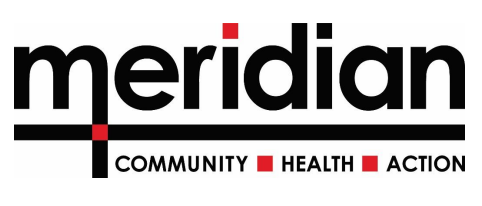 meridian
COMMUNITY ■ HEALTH ■ ACTION